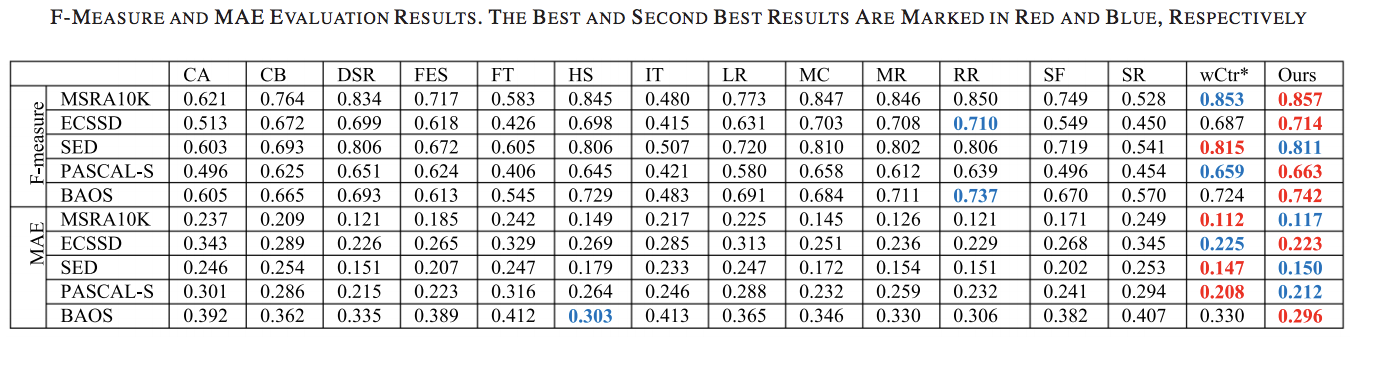 F-MEASURE AND MAE EVALUATION RESULTS. THE BEST AND SECOND BEST RESULTS ARE MARKED IN RED AND BLUE, RESPECTIVELY
CA CB DSR FES FT HS IT LR MC MR RR SF SR wCtr* Ours
F-measure
MSRA10K 0.621 0.764 0.834 0.717 0.583 0.845 0.480 0.773 0.847 0.846 0.850 0.749 0.528 0.853 0.857
ECSSD 0.513 0.672 0.699 0.618 0.426 0.698 0.415 0.631 0.703 0.708 0.710 0.549 0.450 0.687 0.714
SED 0.603 0.693 0.806 0.672 0.605 0.806 0.507 0.720 0.810 0.802 0.806 0.719 0.541 0.815 0.811
PASCAL-S 0.496 0.625 0.651 0.624 0.406 0.645 0.421 0.580 0.658 0.612 0.639 0.496 0.454 0.659 0.663
BAOS 0.605 0.665 0.693 0.613 0.545 0.729 0.483 0.691 0.684 0.711 0.737 0.670 0.570 0.724 0.742
MAE
MSRA10K 0.237 0.209 0.121 0.185 0.242 0.149 0.217 0.225 0.145 0.126 0.121 0.171 0.249 0.112 0.117
ECSSD 0.343 0.289 0.226 0.265 0.329 0.269 0.285 0.313 0.251 0.236 0.229 0.268 0.345 0.225 0.223
SED 0.246 0.254 0.151 0.207 0.247 0.179 0.233 0.247 0.172 0.154 0.151 0.202 0.253 0.147 0.150
PASCAL-S 0.301 0.286 0.215 0.223 0.316 0.264 0.246 0.288 0.232 0.259 0.232 0.241 0.294 0.208 0.212
BAOS 0.392 0.362 0.335 0.389 0.412 0.303 0.413 0.365 0.346 0.330 0.306 0.382 0.407 0.330 0.296